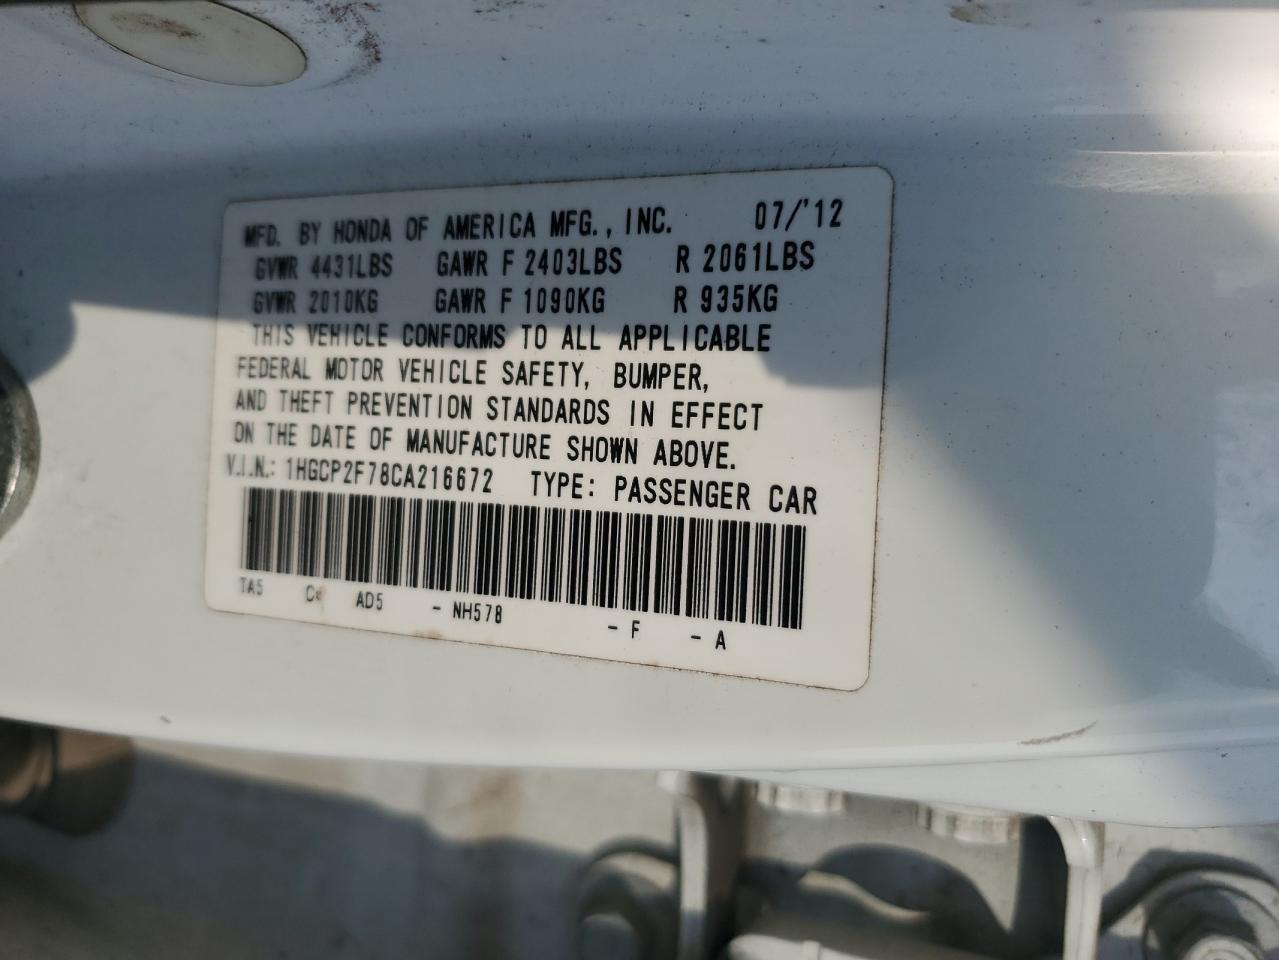 MFD. BY HONDA OF AMERICA MFG., INC. 07/'12
GVWR 4431LBS GAWR F 2403LBS R 2061LBS
GVWR 2010KG GAWR F 1090KG R 935KG
THIS VEHICLE CONFORMS TO ALL APPLICABLE
FEDERAL MOTOR VEHICLE SAFETY, BUMPER,
AND THEFT PREVENTION STANDARDS IN EFFECT
ON THE DATE OF MANUFACTURE SHOWN ABOVE.
V.I.N.: 1HGCP2F78CA216672 TYPE: PASSENGER CAR
TA5 AD5 - NH578 - F - A